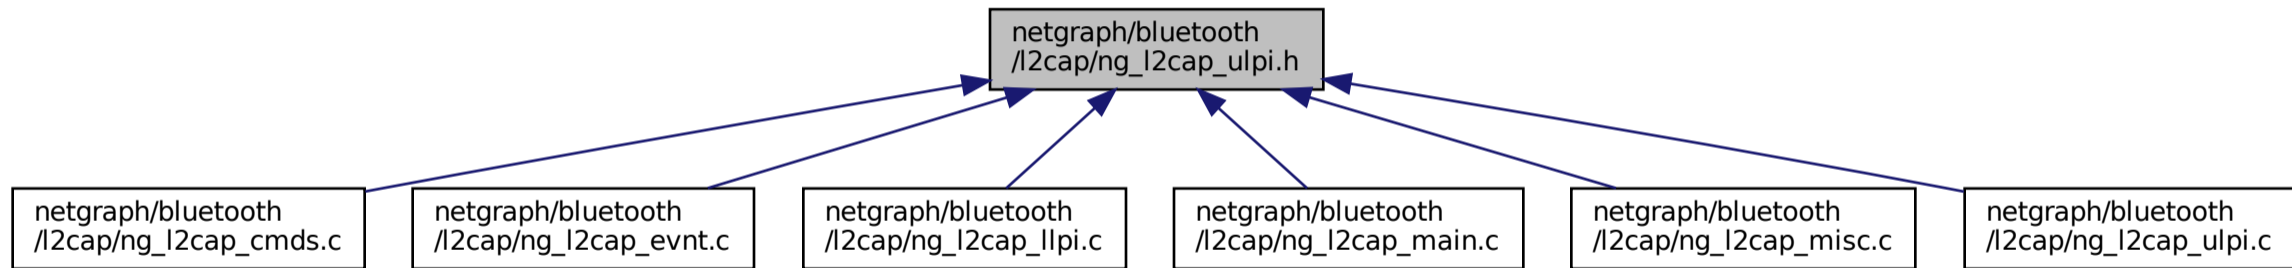 netgraph/bluetooth
/l2cap/ng_l2cap_ulpi.h
netgraph/bluetooth
/l2cap/ng_l2cap_cmds.c
netgraph/bluetooth
/l2cap/ng_l2cap_evnt.c
netgraph/bluetooth
/l2cap/ng_l2cap_llpi.c
netgraph/bluetooth
/l2cap/ng_l2cap_main.c
netgraph/bluetooth
/l2cap/ng_l2cap_misc.c
netgraph/bluetooth
/l2cap/ng_l2cap_ulpi.c